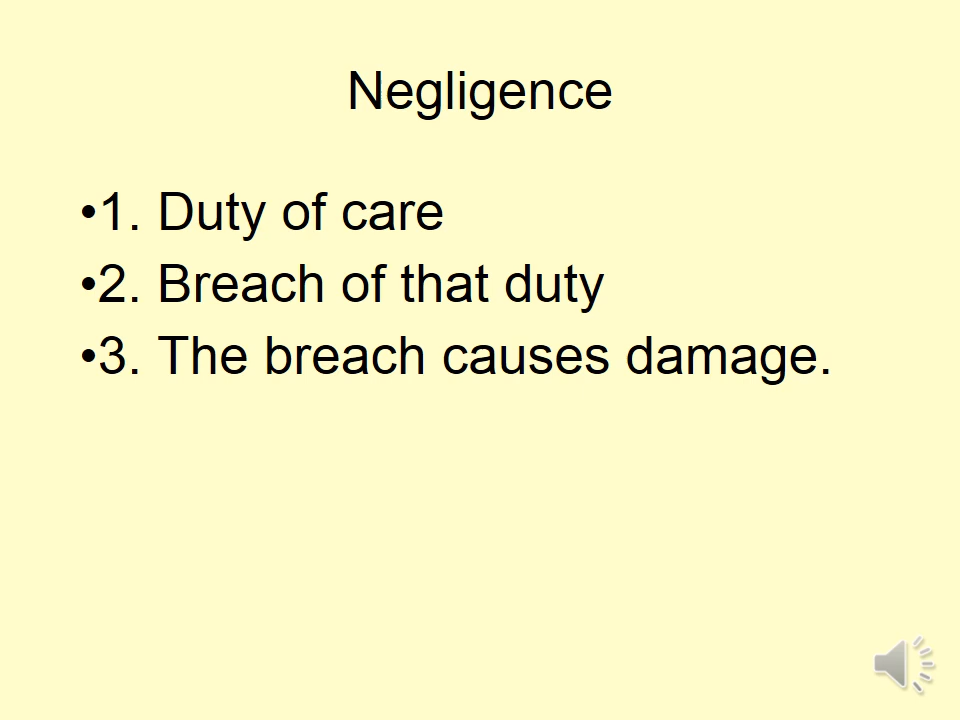 Negligence
•1. Duty of care
•2. Breach of that duty
•3. The breach causes damage.